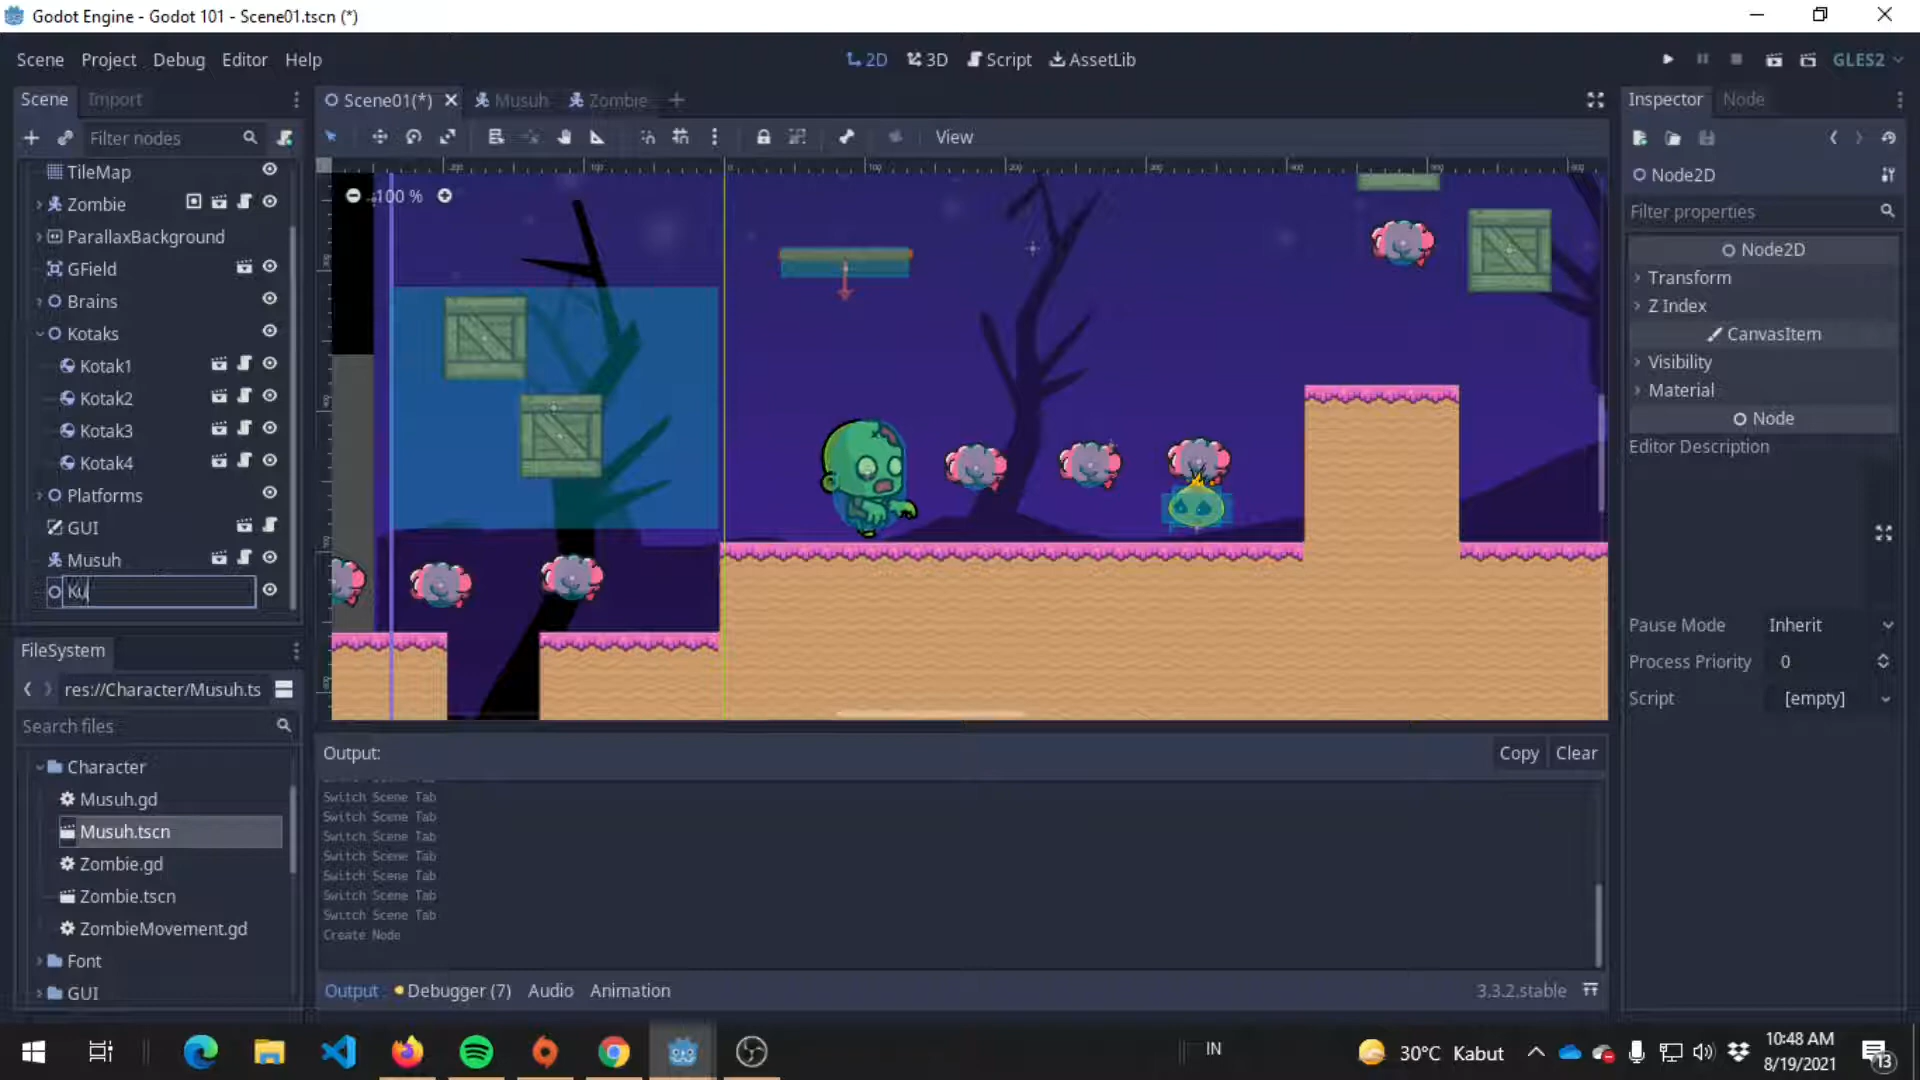 Godot Engine - Godot 101 - Scene01.tscn (*)
Scene Project Debug Editor Help
2D 3D Script AssetLib
GLES2
Scene Import
Scene01(*) Musuh Zombie
Inspector Node
Filter nodes
View
TileMap
Zombie
ParallaxBackground
GField
Brains
Kotaks
Kotak1
Kotak2
Kotak3
Kotak4
Platforms
GUI
Musuh
Ku
100 %
Node2D
Filter properties
Node2D
Transform
Z Index
CanvasItem
Visibility
Material
Node
Editor Description
Pause Mode Inherit
Process Priority 0
Script [empty]
FileSystem
res://Character/Musuh.ts
Search files
Character
Musuh.gd
Musuh.tscn
Zombie.gd
Zombie.tscn
ZombieMovement.gd
Font
GUI
Output: Copy Clear
Switch Scene Tab
Switch Scene Tab
Switch Scene Tab
Switch Scene Tab
Switch Scene Tab
Switch Scene Tab
Switch Scene Tab
Create Node
Output Debugger (7) Audio Animation 3.3.2.stable
IN
30°C Kabut
10:48 AM
8/19/2021
13